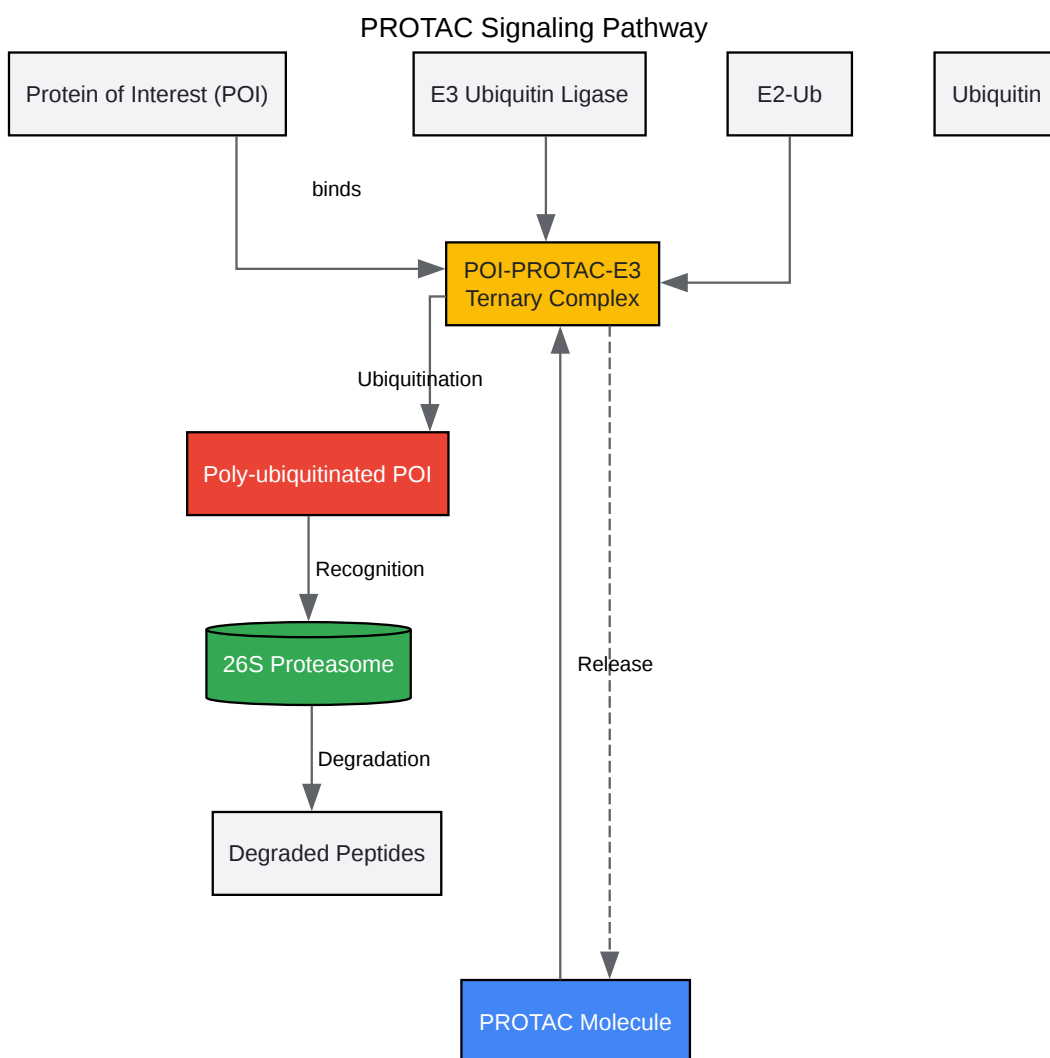 PROTAC Signaling Pathway
Protein of Interest (POI)
E3 Ubiquitin Ligase
E2-Ub
Ubiquitin
binds
POI-PROTAC-E3
Ternary Complex
Ubiquitination
Poly-ubiquitinated POI
Recognition
26S Proteasome
Release
Degradation
Degraded Peptides
PROTAC Molecule